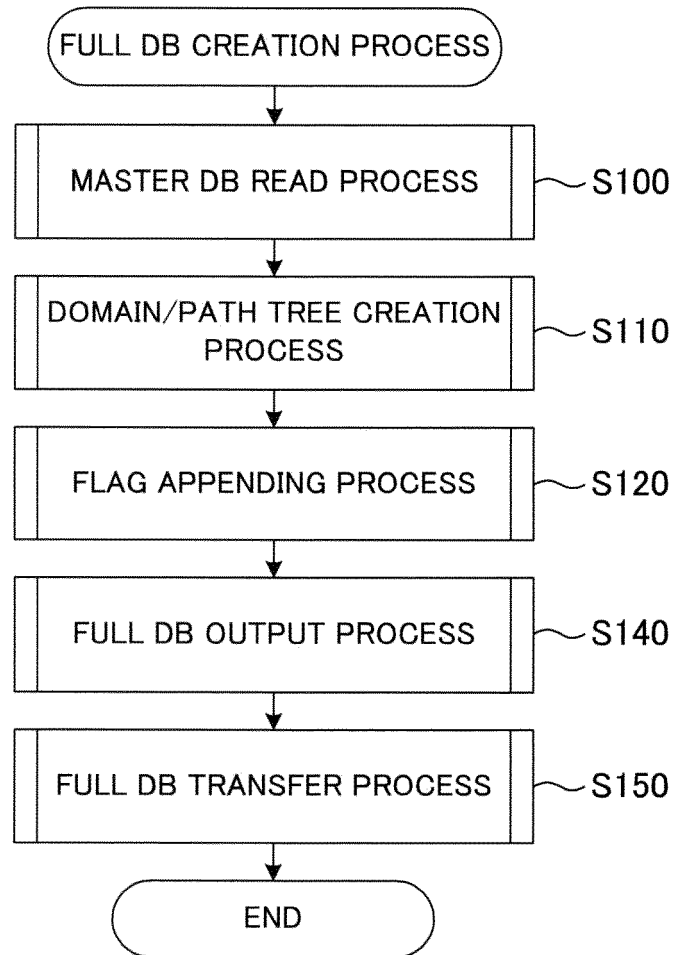 FULL DB CREATION PROCESS
MASTER DB READ PROCESS
S100
DOMAIN/PATH TREE CREATION
PROCESS
S110
FLAG APPENDING PROCESS
S120
FULL DB OUTPUT PROCESS
S140
FULL DB TRANSFER PROCESS
S150
END